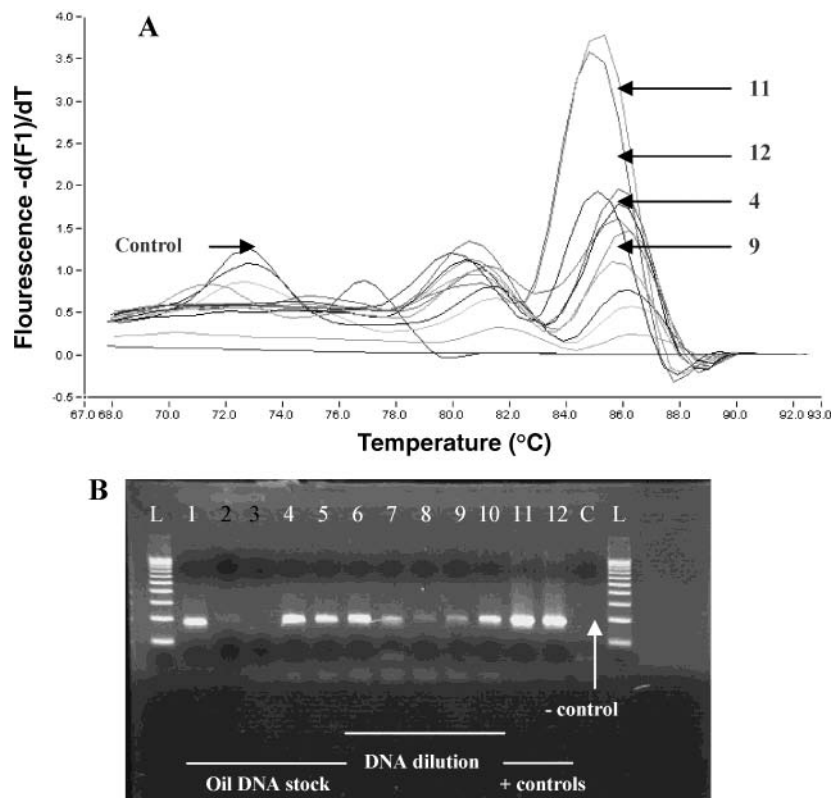 A
Flourescence -d(F1)/dT
4.0
3.5
3.0
2.5
2.0
1.5
1.0
0.5
0.0
-0.5
Control
11
12
4
9
67.0 68.0 70.0 72.0 74.0 76.0 78.0 80.0 82.0 84.0 86.0 88.0 90.0 92.0 93.0
Temperature (°C)
B
L 1 2 3 4 5 6 7 8 9 10 11 12 C L
- control
DNA dilution
Oil DNA stock
+ controls